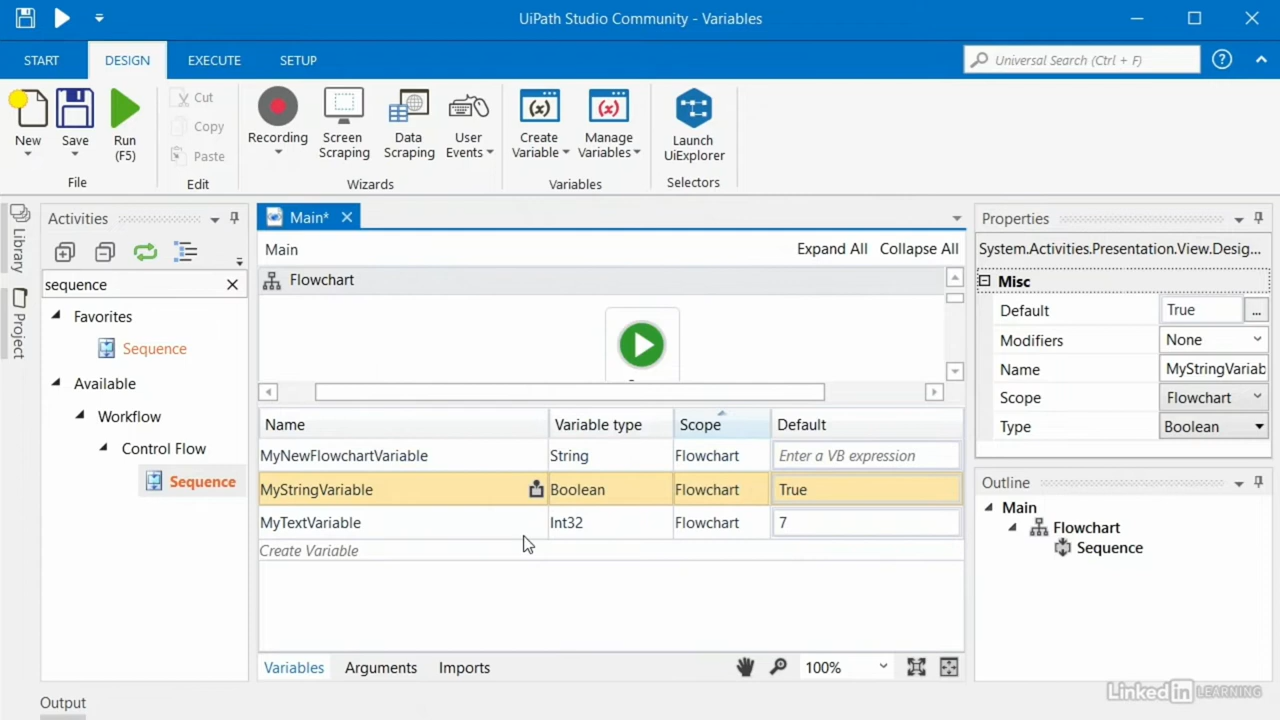 UiPath Studio Community - Variables
START DESIGN EXECUTE SETUP
Universal Search (Ctrl + F)
New
Save
Run
(F5)
File
Cut
Copy
Paste
Edit
Recording
Screen
Scraping
Data
Scraping
User
Events
Wizards
Create
Variable
Manage
Variables
Variables
Launch
UiExplorer
Selectors
Library
Project
Activities
sequence
Favorites
Sequence
Available
Workflow
Control Flow
Sequence
Main*
Main
Expand All Collapse All
Flowchart
Name Variable type Scope Default
MyNewFlowchartVariable String Flowchart Enter a VB expression
MyStringVariable Boolean Flowchart True
MyTextVariable Int32 Flowchart 7
Create Variable
Variables Arguments Imports
100%
Properties
System.Activities.Presentation.View.Desig...
Misc
Default True ...
Modifiers None
Name MyStringVariab
Scope Flowchart
Type Boolean
Outline
Main
Flowchart
Sequence
Output
LinkedIn LEARNING